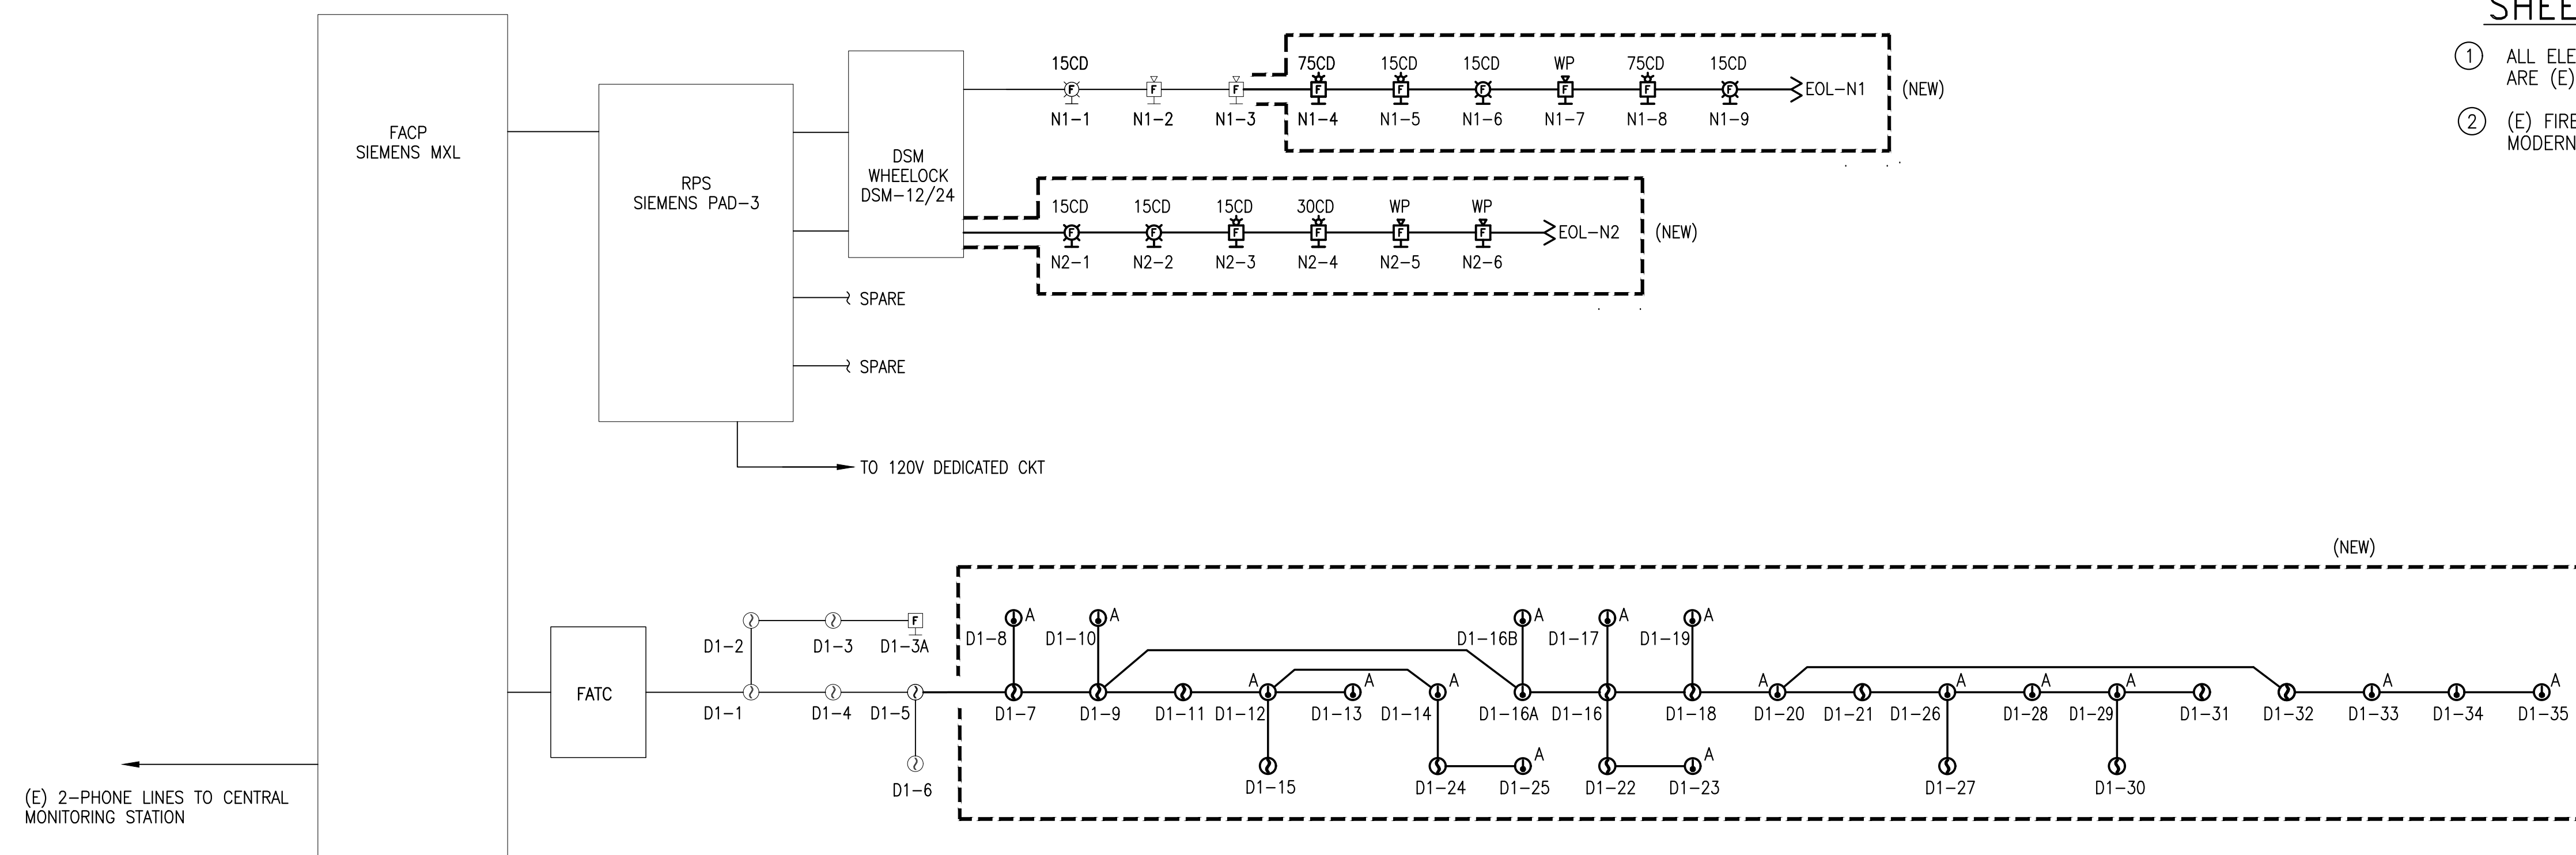 SHEE
1 ALL ELE
ARE (E)
2 (E) FIRE
MODERN
FACP
SIEMENS MXL
RPS
SIEMENS PAD-3
DSM
WHEELOCK
DSM-12/24
15CD 75CD 15CD 15CD WP 75CD 15CD
F F F F F F F F F
EOL-N1 (NEW)
N1-1 N1-2 N1-3 N1-4 N1-5 N1-6 N1-7 N1-8 N1-9
15CD 15CD 15CD 30CD WP WP
F F F F F F
EOL-N2 (NEW)
N2-1 N2-2 N2-3 N2-4 N2-5 N2-6
SPARE
SPARE
TO 120V DEDICATED CKT
(NEW)
F A A A A A
D1-2 D1-3 D1-3A D1-8 D1-10 D1-16B D1-17 D1-19
FATC
A A A A A A A A A
D1-1 D1-4 D1-5 D1-7 D1-9 D1-11 D1-12 D1-13 D1-14 D1-16A D1-16 D1-18 D1-20 D1-21 D1-26 D1-28 D1-29 D1-31 D1-32 D1-33 D1-34 D1-35
A A
D1-6 D1-15 D1-24 D1-25 D1-22 D1-23 D1-27 D1-30
(E) 2-PHONE LINES TO CENTRAL
MONITORING STATION